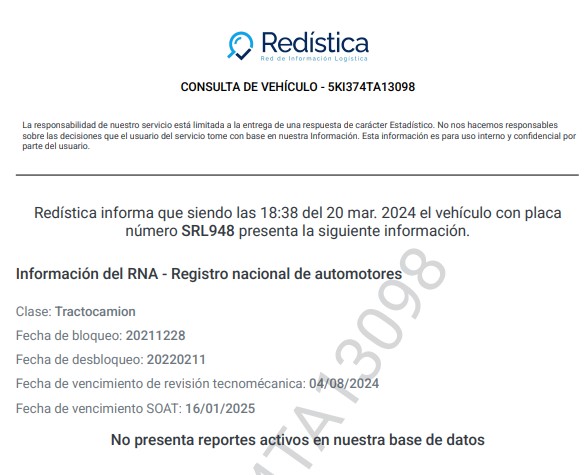 Redística
Red de Información Logística
CONSULTA DE VEHÍCULO - 5KI374TA13098
La responsabilidad de nuestro servicio está limitada a la entrega de una respuesta de carácter Estadístico. No nos hacemos responsables
sobre las decisiones que el usuario del servicio tome con base en nuestra Información. Esta información es para uso interno y confidencial por
parte del usuario.
Redística informa que siendo las 18:38 del 20 mar. 2024 el vehículo con placa
número SRL948 presenta la siguiente información.
Información del RNA - Registro nacional de automotores
Clase: Tractocamion
Fecha de bloqueo: 20211228
Fecha de desbloqueo: 20220211
Fecha de vencimiento de revisión tecnomécanica: 04/08/2024
Fecha de vencimiento SOAT: 16/01/2025
No presenta reportes activos en nuestra base de datos
TA13098